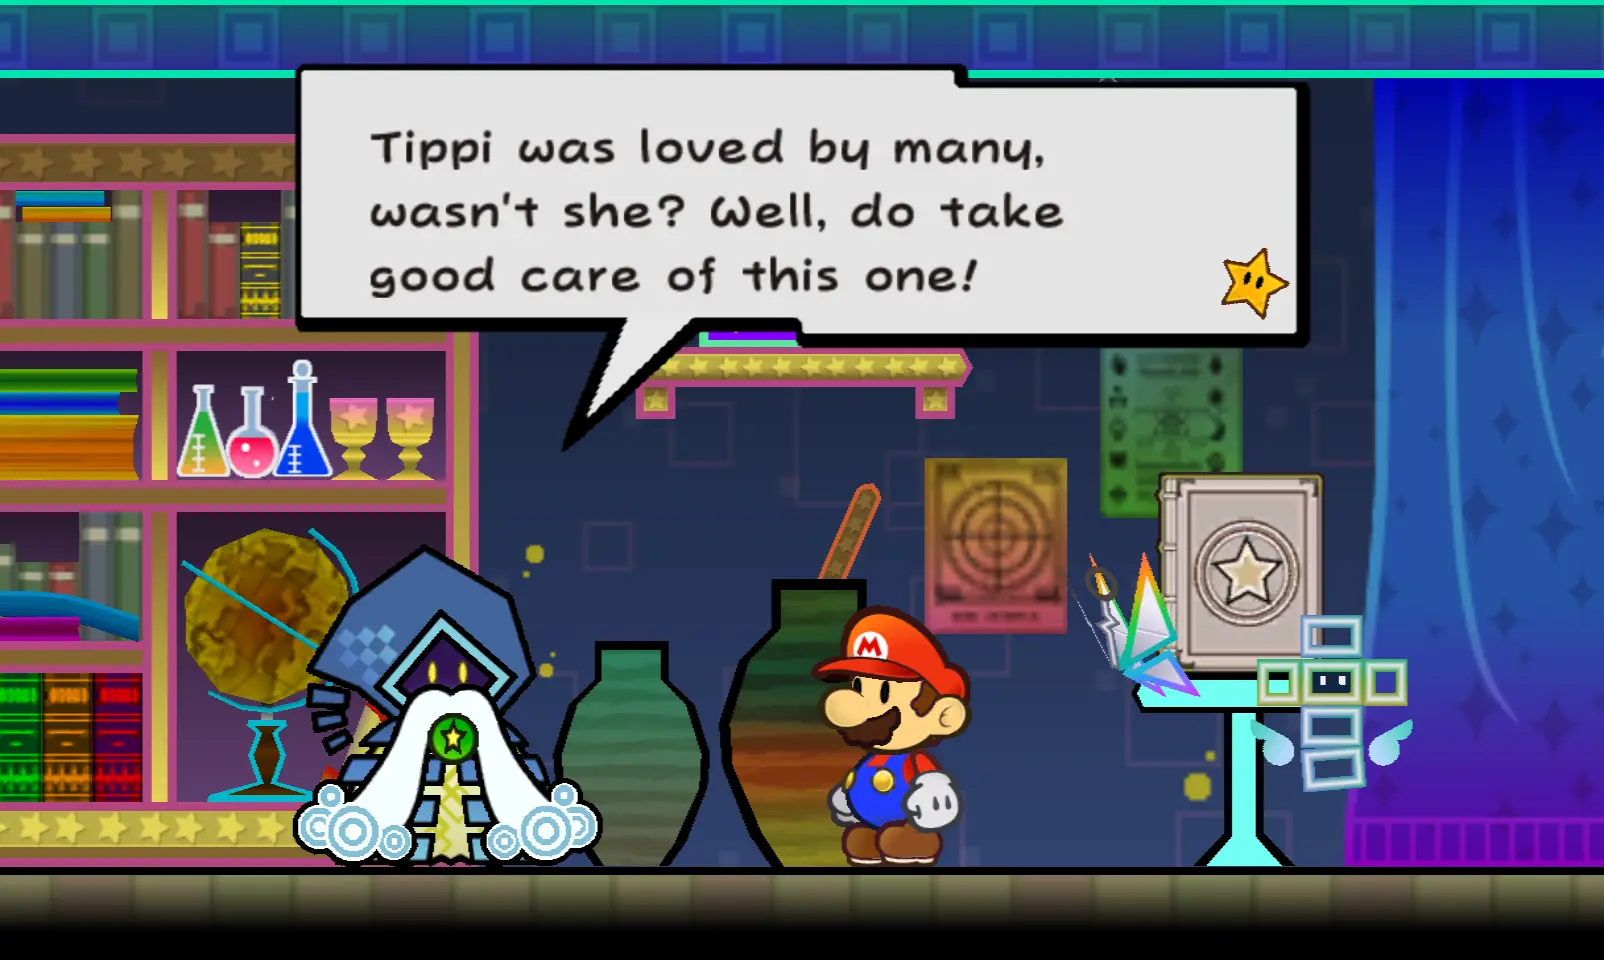 Tippi was loved by many,
wasn't she? Well, do take
good care of this one!
M